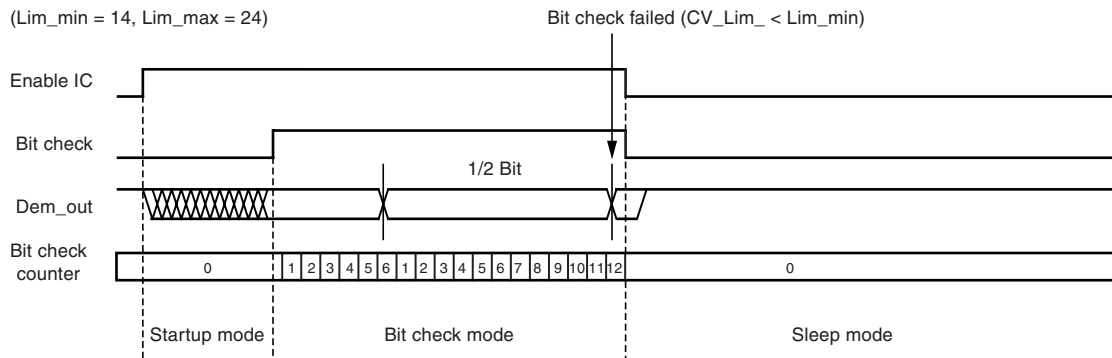 (Lim_min = 14, Lim_max = 24)
Bit check failed (CV_Lim_ < Lim_min)
Enable IC
Bit check
1/2 Bit
Dem_out
Bit check
counter
0 1 2 3 4 5 6 1 2 3 4 5 6 7 8 9 10 11 12 0
Startup mode Bit check mode Sleep mode